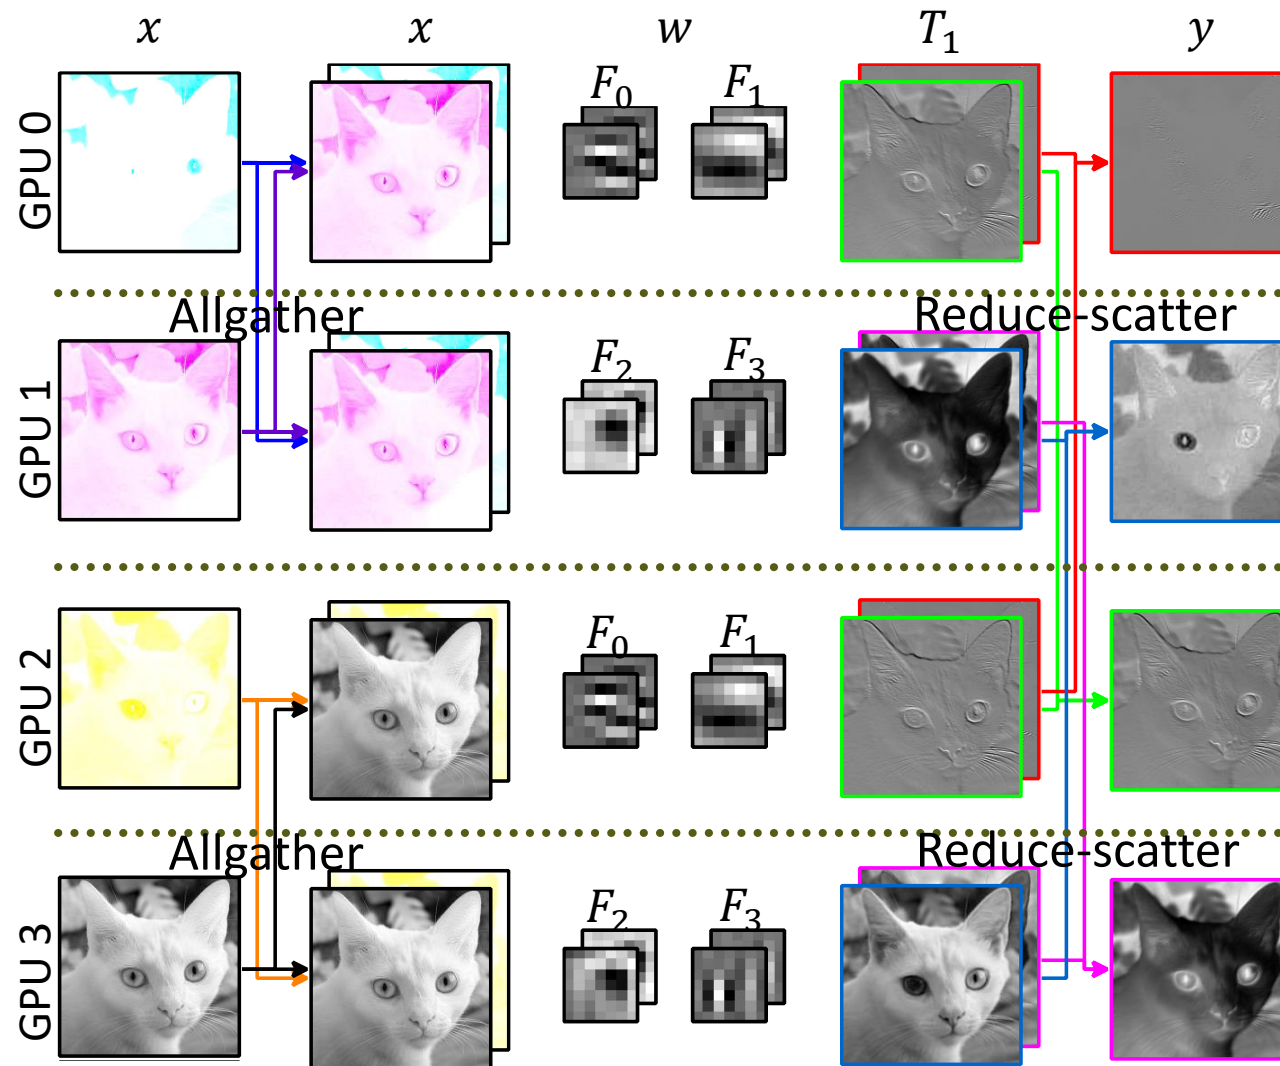 x x w T₁ y
GPU 0
F₀ F₁
Allgather Reduce-scatter
GPU 1
F₂ F₃
GPU 2
F₀ F₁
Allgather Reduce-scatter
GPU 3
F₂ F₃